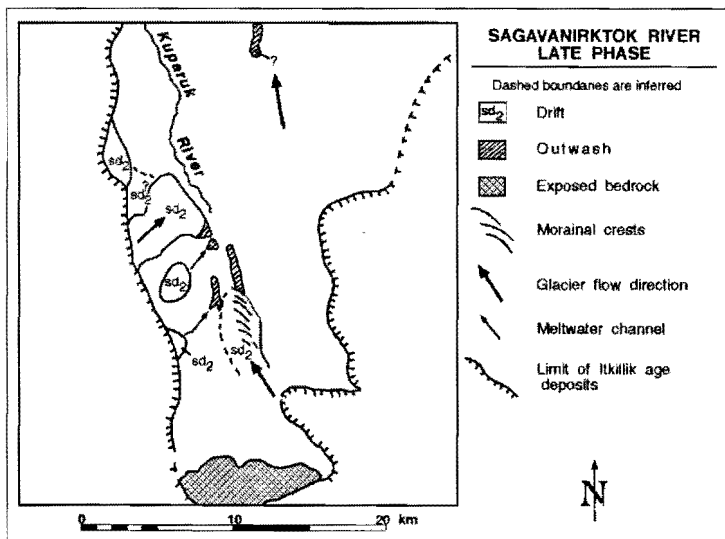 SAGAVANIRKTOK RIVER
LATE PHASE
Dashed boundaries are inferred
sd2
Drift
Outwash
Exposed bedrock
Morainal crests
Glacier flow direction
Meltwater channel
Limit of Itkillik age
deposits
N
Kuparuk
River
?
sd2
?
sd2
sd2
sd2
sd2
sd2
0
10
20
km